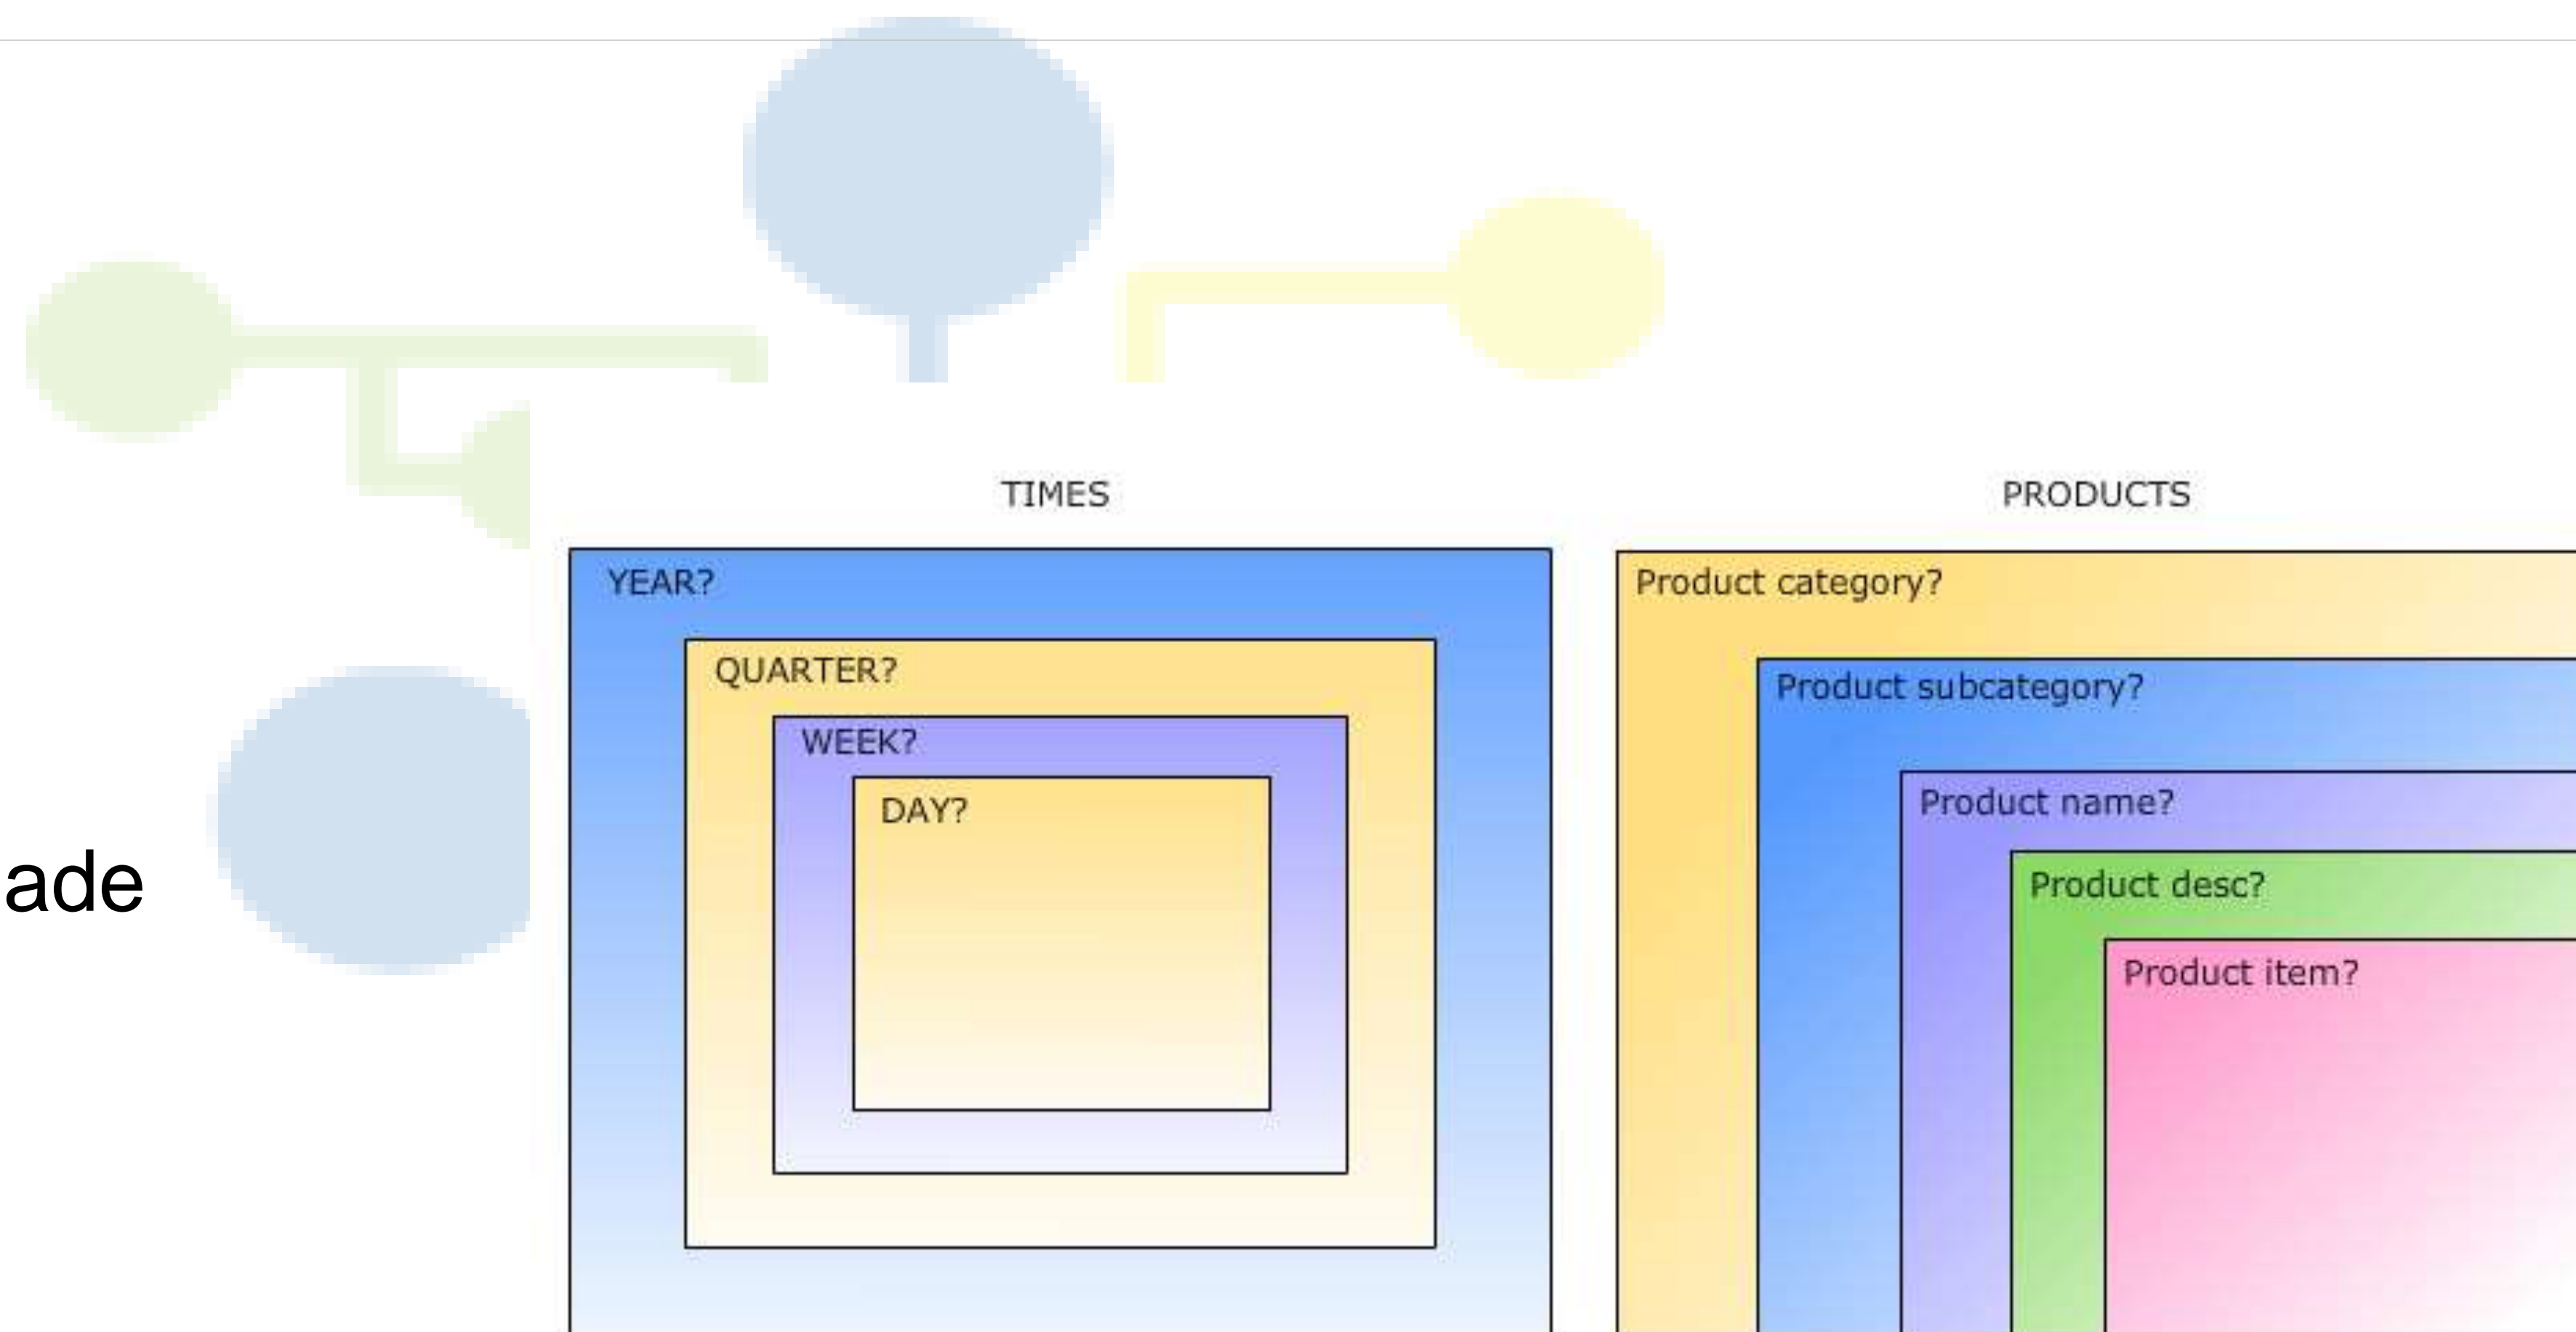 TIMES
PRODUCTS
YEAR?
QUARTER?
WEEK?
DAY?
Product category?
Product subcategory?
Product name?
Product desc?
Product item?
ade